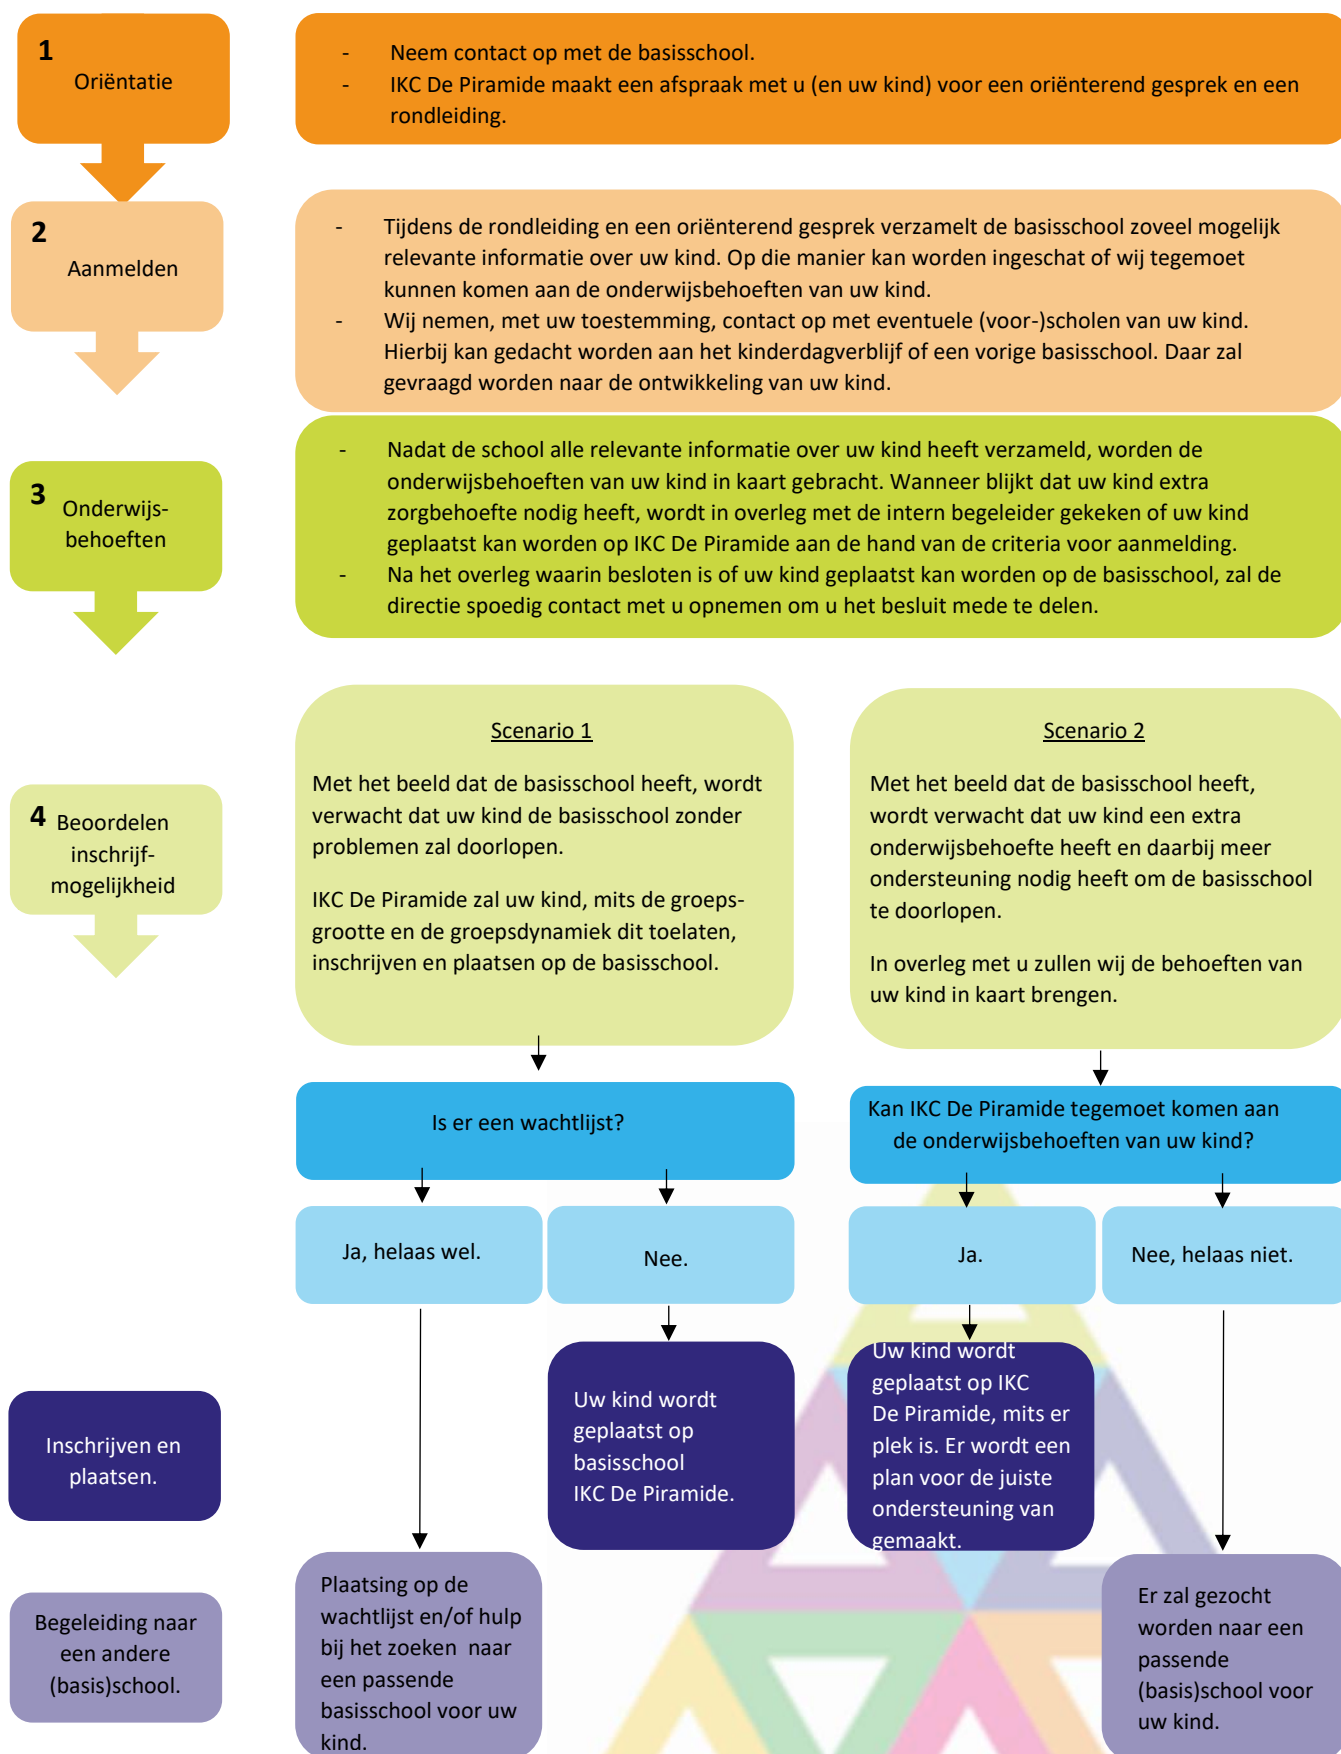 1
Oriëntatie
- Neem contact op met de basisschool.
- IKC De Piramide maakt een afspraak met u (en uw kind) voor een oriënterend gesprek en een
rondleiding.
2
Aanmelden
- Tijdens de rondleiding en een oriënterend gesprek verzamelt de basisschool zoveel mogelijk
relevante informatie over uw kind. Op die manier kan worden ingeschat of wij tegemoet
kunnen komen aan de onderwijsbehoeften van uw kind.
- Wij nemen, met uw toestemming, contact op met eventuele (voor-)scholen van uw kind.
Hierbij kan gedacht worden aan het kinderdagverblijf of een vorige basisschool. Daar zal
gevraagd worden naar de ontwikkeling van uw kind.
3
Onderwijs-
behoeften
- Nadat de school alle relevante informatie over uw kind heeft verzameld, worden de
onderwijsbehoeften van uw kind in kaart gebracht. Wanneer blijkt dat uw kind extra
zorgbehoefte nodig heeft, wordt in overleg met de intern begeleider gekeken of uw kind
geplaatst kan worden op IKC De Piramide aan de hand van de criteria voor aanmelding.
- Na het overleg waarin besloten is of uw kind geplaatst kan worden op de basisschool, zal de
directie spoedig contact met u opnemen om u het besluit mede te delen.
4 Beoordelen
inschrijf-
mogelijkheid
Scenario 1
Met het beeld dat de basisschool heeft, wordt
verwacht dat uw kind de basisschool zonder
problemen zal doorlopen.
IKC De Piramide zal uw kind, mits de groeps-
grootte en de groepsdynamiek dit toelaten,
inschrijven en plaatsen op de basisschool.
Scenario 2
Met het beeld dat de basisschool heeft,
wordt verwacht dat uw kind een extra
onderwijsbehoefte heeft en daarbij meer
ondersteuning nodig heeft om de basisschool
te doorlopen.
In overleg met u zullen wij de behoeften van
uw kind in kaart brengen.
Is er een wachtlijst?
Kan IKC De Piramide tegemoet komen aan
de onderwijsbehoeften van uw kind?
Ja, helaas wel.
Nee.
Ja.
Nee, helaas niet.
Inschrijven en
plaatsen.
Uw kind wordt
geplaatst op
basisschool
IKC De Piramide.
Uw kind wordt
geplaatst op IKC
De Piramide, mits er
plek is. Er wordt een
plan voor de juiste
ondersteuning van
gemaakt.
Begeleiding naar
een andere
(basis)school.
Plaatsing op de
wachtlijst en/of hulp
bij het zoeken naar
een passende
basisschool voor uw
kind.
Er zal gezocht
worden naar een
passende
(basis)school voor
uw kind.